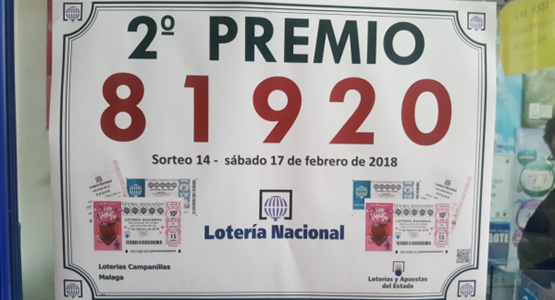 2º PREMIO
81920
Sorteo 14 - sábado 17 de febrero de 2018
Lotería Nacional
Loterías Campanillas
Malaga
Loterías y Apuestas
del Estado
BOTE